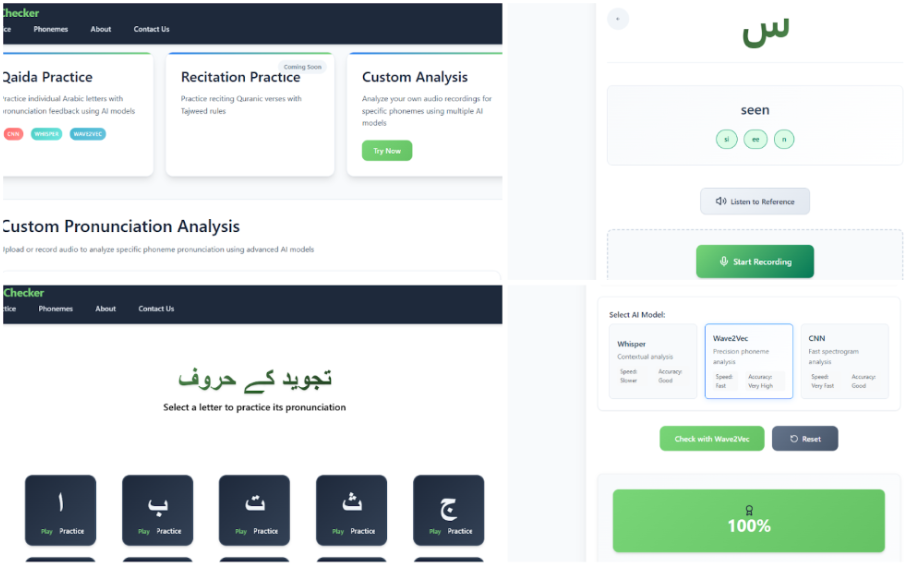 Checker
ice Phonemes About Contact Us
Qaida Practice
Practice individual Arabic letters with
pronunciation feedback using AI models
CNN WHISPER WAV2VEC
Recitation Practice
Coming Soon
Practice reciting Quranic verses with
Tajweed rules
Custom Analysis
Analyze your own audio recordings for
specific phonemes using multiple AI
models
Try Now
Custom Pronunciation Analysis
Upload or record audio to analyze specific phoneme pronunciation using advanced AI models
س
seen
si ee n
Listen to Reference
Start Recording
Checker
tice Phonemes About Contact Us
تجوید کے حروف
Select a letter to practice its pronunciation
ا ب ت ث ج
Play Practice Play Practice Play Practice Play Practice Play Practice
Select AI Model:
Whisper
Contextual analysis
Speed: Accuracy:
Slower Good
Wave2Vec
Precision phoneme
analysis
Speed: Accuracy:
Fast Very High
CNN
Fast spectrogram
analysis
Speed: Accuracy:
Very Fast Good
Check with Wave2Vec Reset
100%